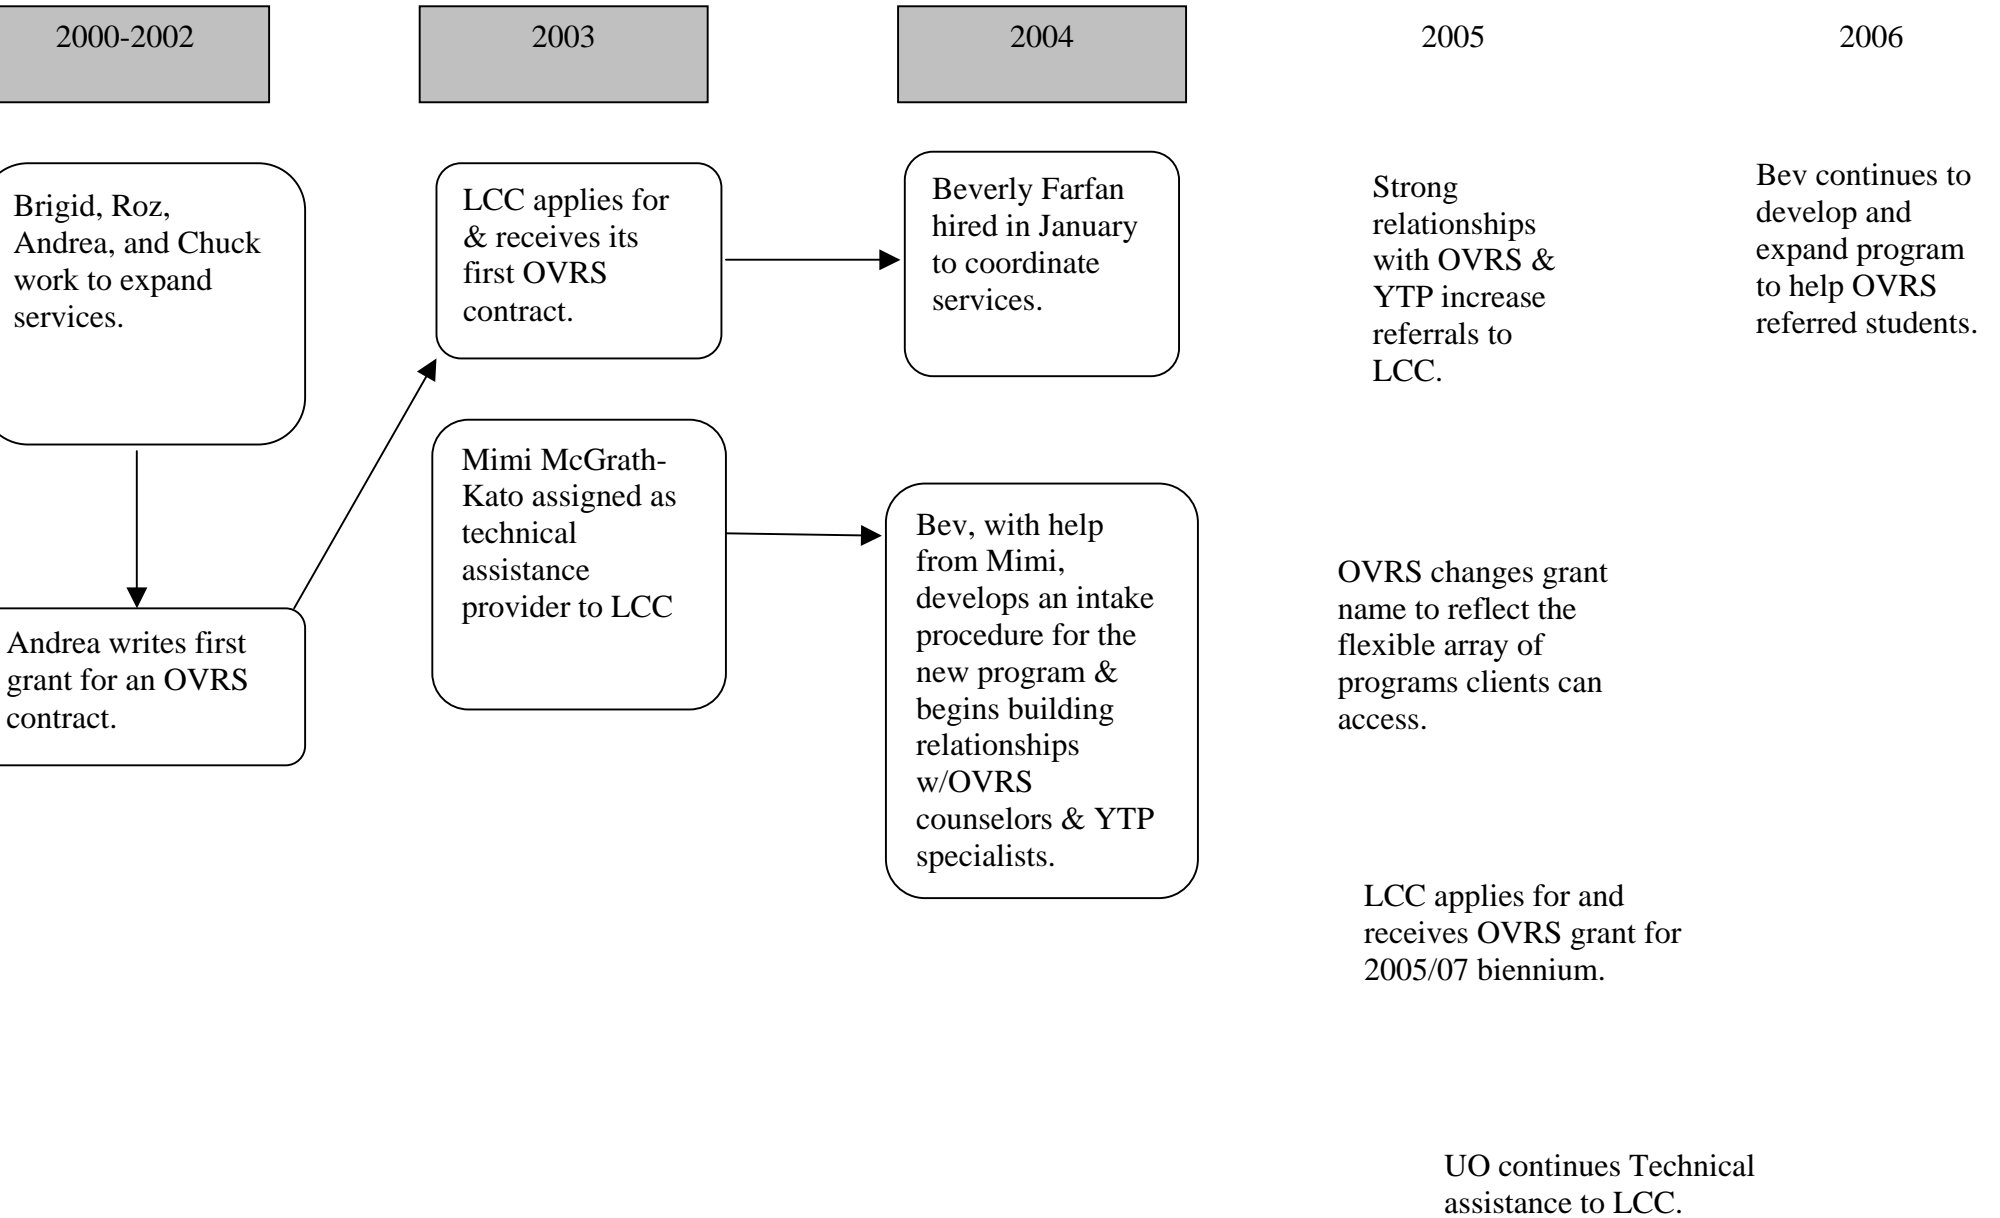 2000-2002
2003
2004
2005
2006
Brigid, Roz,
Andrea, and Chuck
work to expand
services.
Andrea writes first
grant for an OVRS
contract.
LCC applies for
& receives its
first OVRS
contract.
Mimi McGrath-
Kato assigned as
technical
assistance
provider to LCC
Beverly Farfan
hired in January
to coordinate
services.
Bev, with help
from Mimi,
develops an intake
procedure for the
new program &
begins building
relationships
w/OVRS
counselors & YTP
specialists.
Strong
relationships
with OVRS &
YTP increase
referrals to
LCC.
OVRS changes grant
name to reflect the
flexible array of
programs clients can
access.
LCC applies for and
receives OVRS grant for
2005/07 biennium.
UO continues Technical
assistance to LCC.
Bev continues to
develop and
expand program
to help OVRS
referred students.